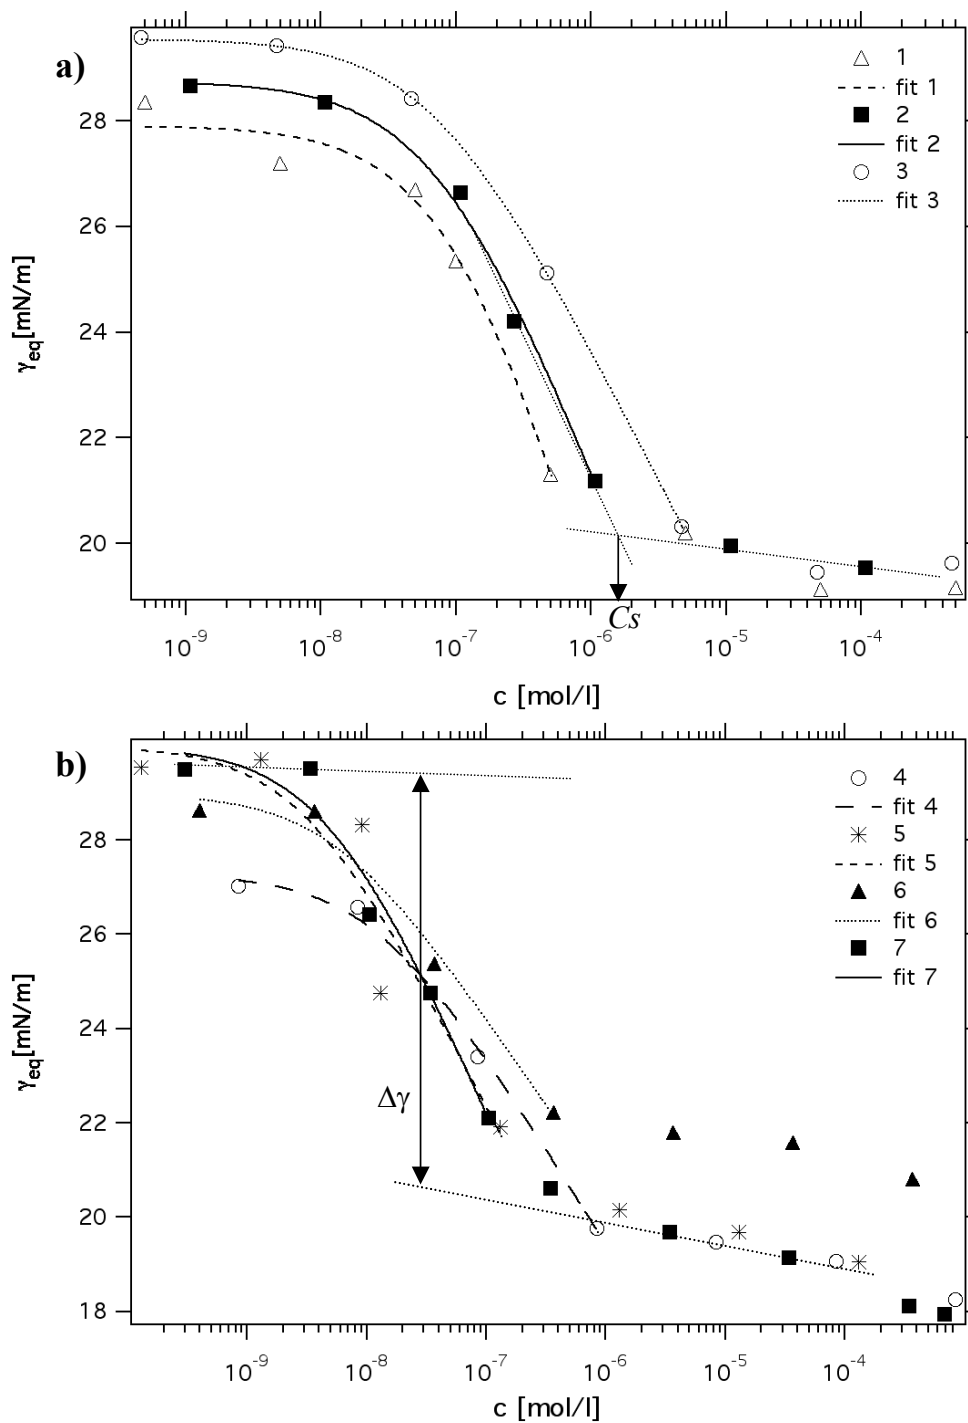 a)
1
fit 1
2
fit 2
3
fit 3
28
26
24
22
20
γeq[mN/m]
Cs
10⁻⁹ 10⁻⁸ 10⁻⁷ 10⁻⁶ 10⁻⁵ 10⁻⁴
c [mol/l]
b)
4
fit 4
5
fit 5
6
fit 6
7
fit 7
28
26
24
22
20
18
γeq[mN/m]
Δγ
10⁻⁹ 10⁻⁸ 10⁻⁷ 10⁻⁶ 10⁻⁵ 10⁻⁴
c [mol/l]